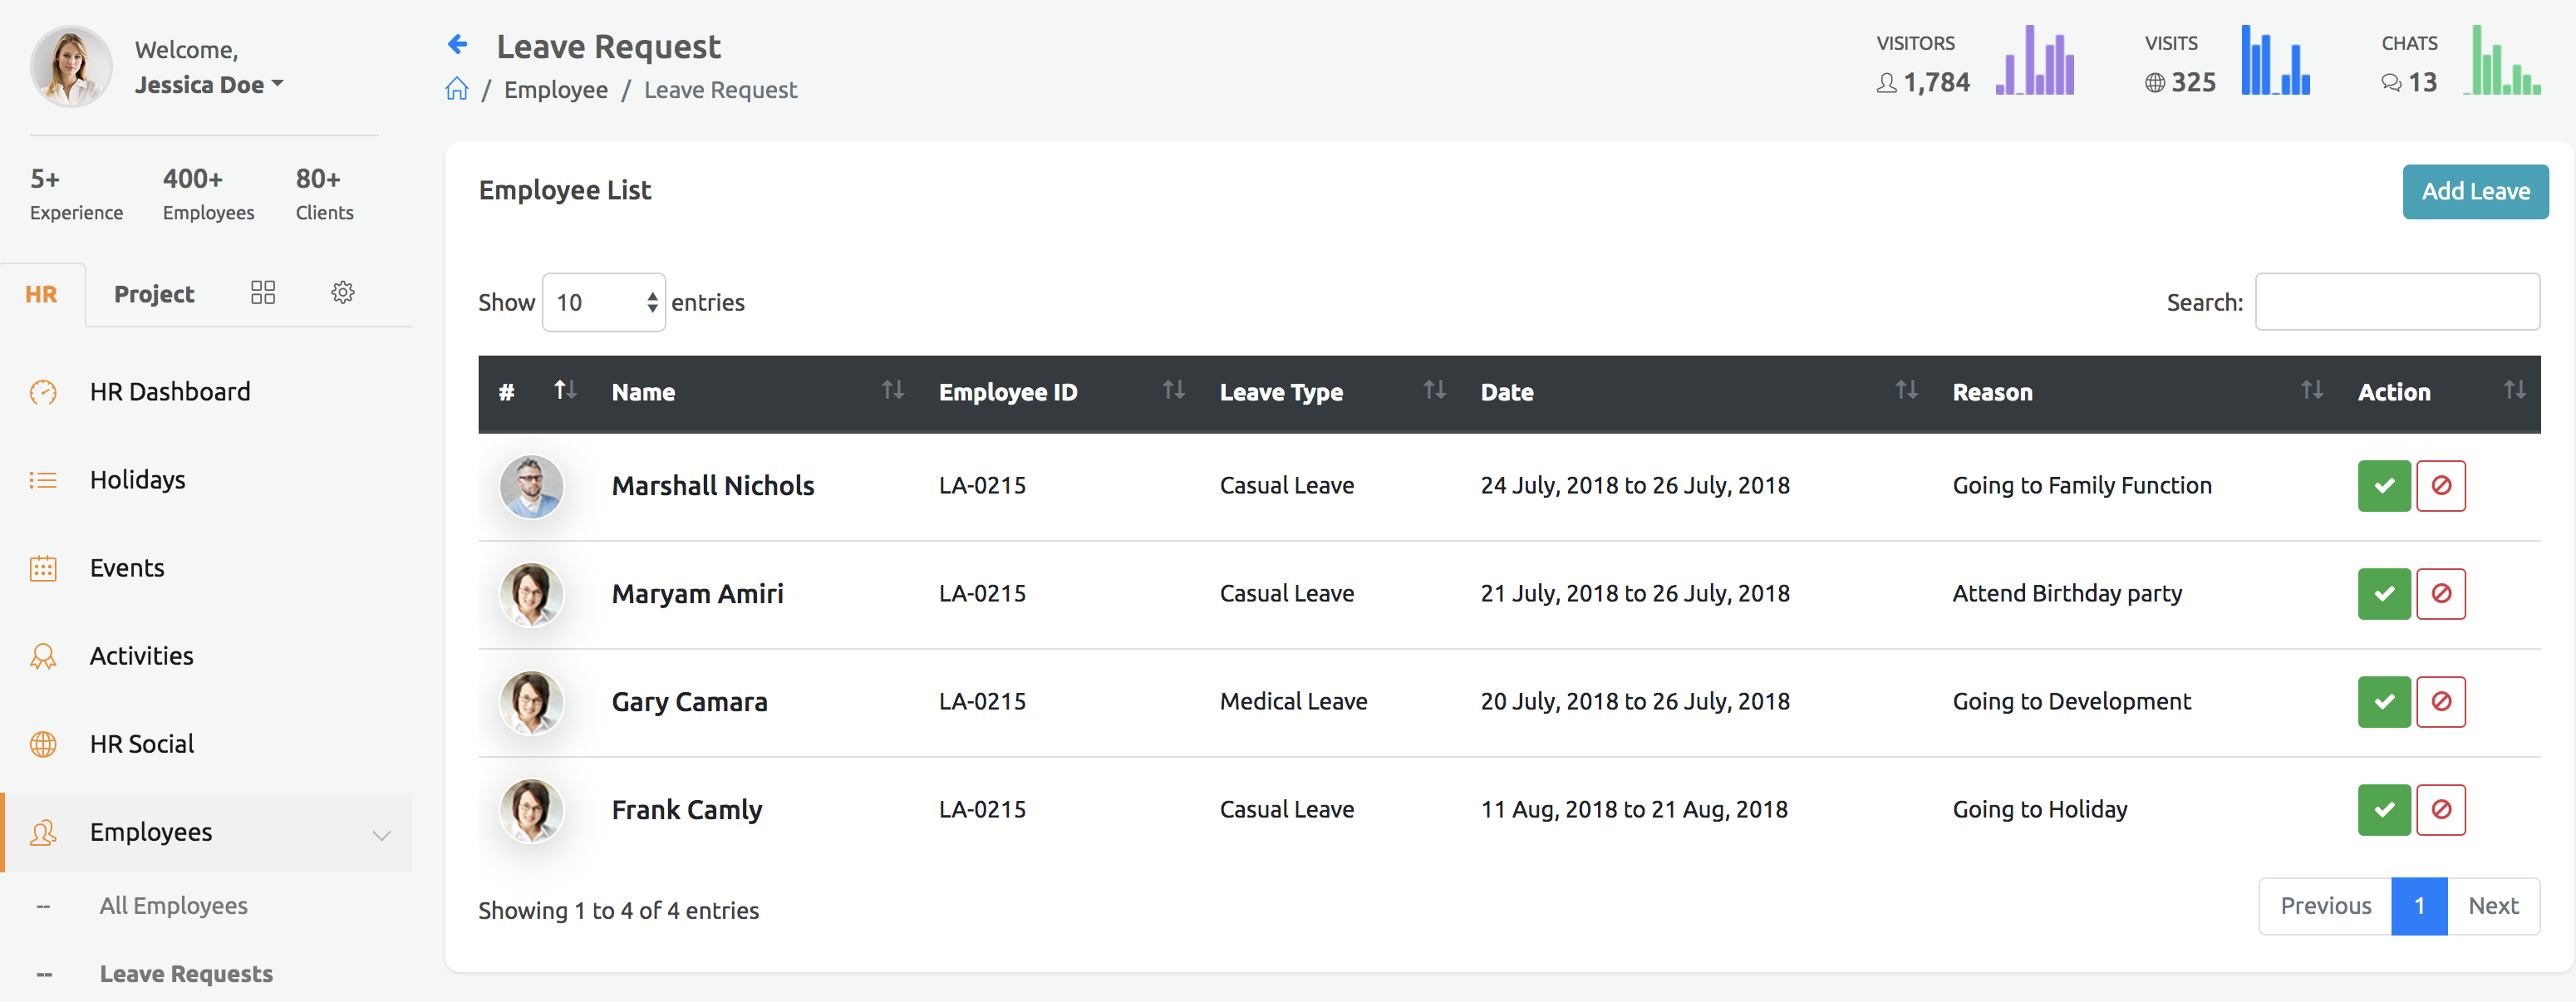 Welcome,
Jessica Doe
5+ 400+ 80+
Experience Employees Clients
HR Project
HR Dashboard
Holidays
Events
Activities
HR Social
Employees
-- All Employees
-- Leave Requests
Leave Request
/ Employee / Leave Request
VISITORS
1,784
VISITS
325
CHATS
13
Employee List
Add Leave
Show 10 entries
Search:
# Name Employee ID Leave Type Date Reason Action
Marshall Nichols LA-0215 Casual Leave 24 July, 2018 to 26 July, 2018 Going to Family Function
Maryam Amiri LA-0215 Casual Leave 21 July, 2018 to 26 July, 2018 Attend Birthday party
Gary Camara LA-0215 Medical Leave 20 July, 2018 to 26 July, 2018 Going to Development
Frank Camly LA-0215 Casual Leave 11 Aug, 2018 to 21 Aug, 2018 Going to Holiday
Showing 1 to 4 of 4 entries
Previous 1 Next